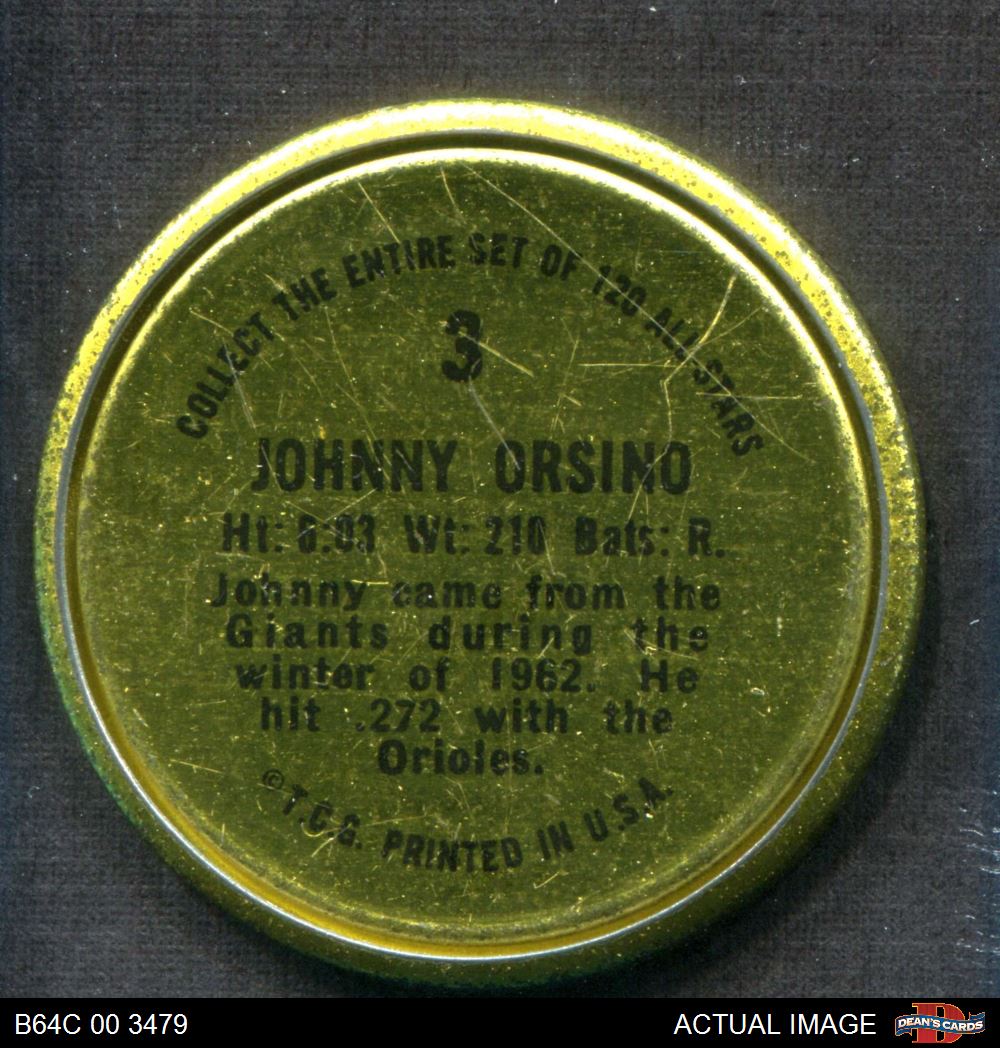 COLLECT THE ENTIRE SET OF 120 ALL-STARS
3
JOHNNY ORSINO
Ht: 6:03 Wt: 210 Bats: R.
Johnny came from the
Giants during the
winter of 1962. He
hit .272 with the
Orioles.
© T.C.G. PRINTED IN U.S.A.
B64C 00 3479 ACTUAL IMAGE
D
DEAN'S CARDS